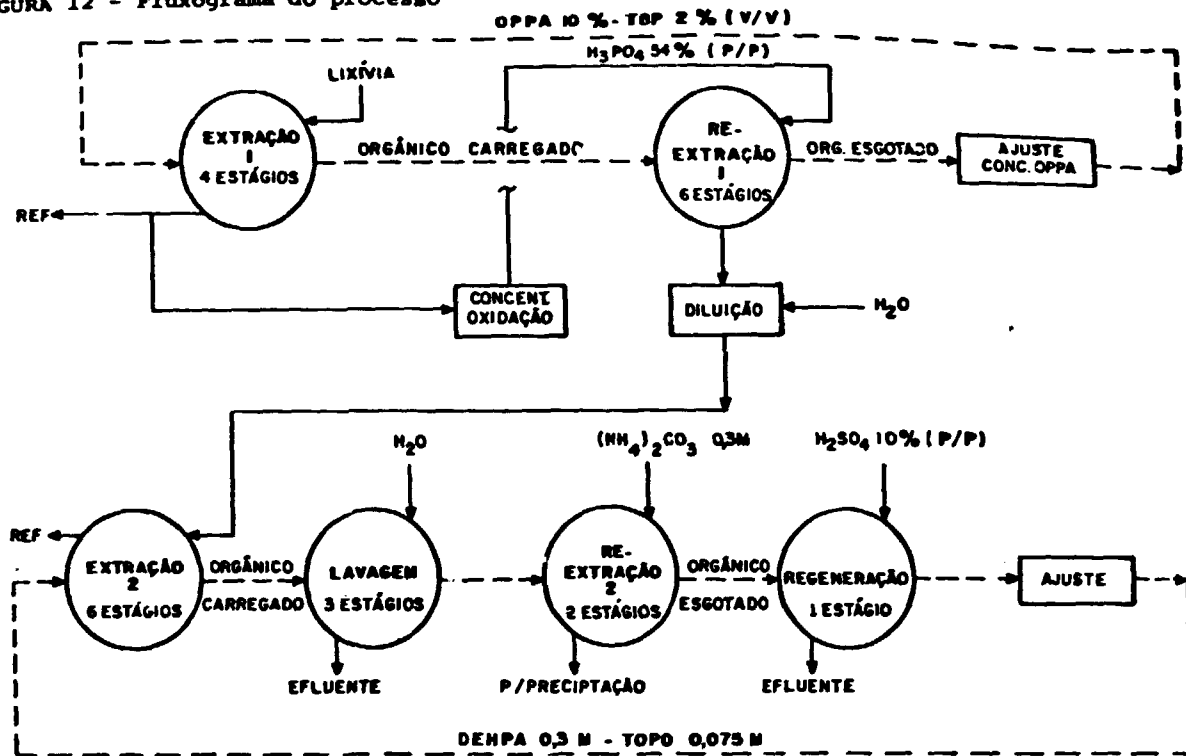 GURA 12 - Fluxograma do processo
OPPA 10 % - TBP 2 % (V/V)
H3PO4 54% (P/P)
LIXÍVIA
EXTRAÇÃO
1
4 ESTÁGIOS
ORGÂNICO CARREGADO
RE-
EXTRAÇÃO
1
6 ESTÁGIOS
ORG. ESGOTADO
AJUSTE
CONC. OPPA
REF
CONCENT.
OXIDAÇÃO
DILUIÇÃO
H2O
H2O
(NH4)2CO3 0,3M
H2SO4 10% (P/P)
REF
EXTRAÇÃO
2
6 ESTÁGIOS
ORGÂNICO
CARREGADO
LAVAGEM
3 ESTÁGIOS
RE-
EXTRAÇÃO
2
2 ESTÁGIOS
ORGÂNICO
ESGOTADO
REGENERAÇÃO
1 ESTÁGIO
AJUSTE
EFLUENTE
P/PRECIPTAÇÃO
EFLUENTE
DEHPA 0,3 M - TOPO 0,075 M